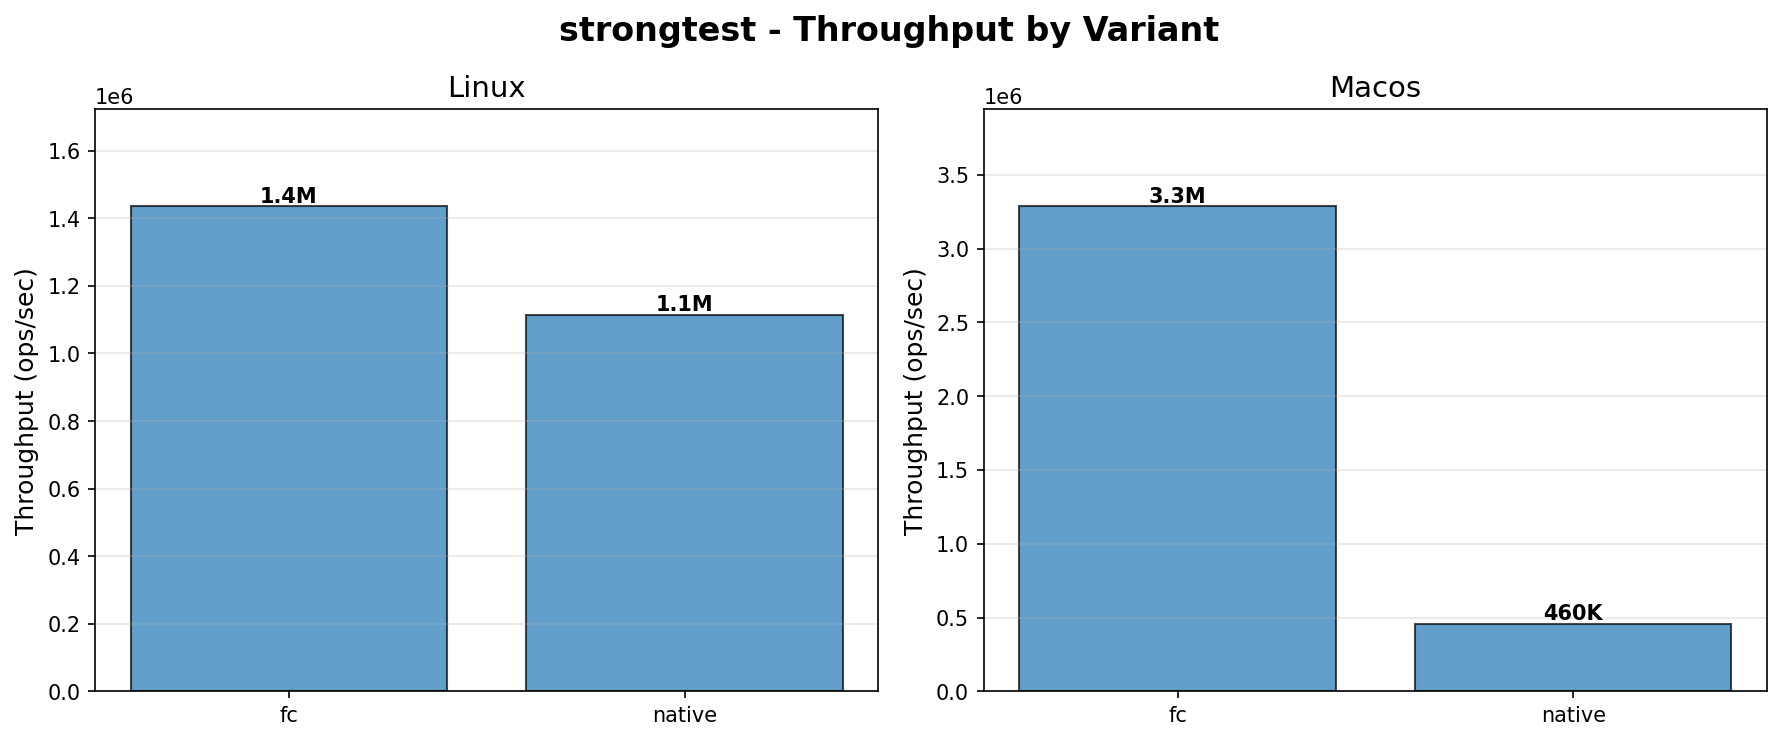 strongtest - Throughput by Variant
Linux
1e6
Throughput (ops/sec)
1.6
1.4
1.2
1.0
0.8
0.6
0.4
0.2
0.0
1.4M
1.1M
fc
native
Macos
1e6
Throughput (ops/sec)
3.5
3.0
2.5
2.0
1.5
1.0
0.5
0.0
3.3M
460K
fc
native